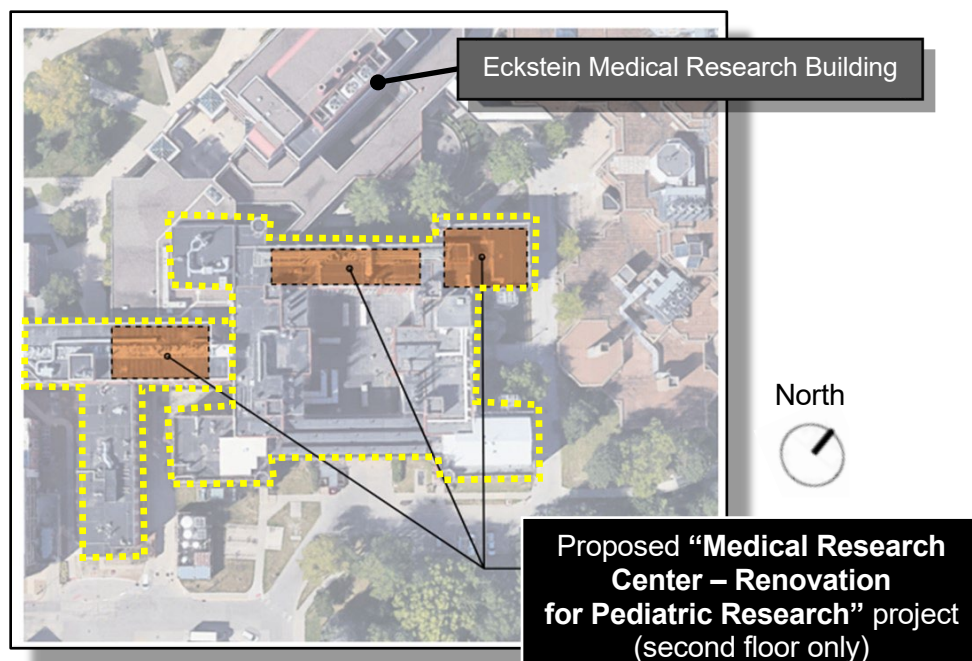 Eckstein Medical Research Building
North
Proposed “Medical Research
Center – Renovation
for Pediatric Research” project
(second floor only)